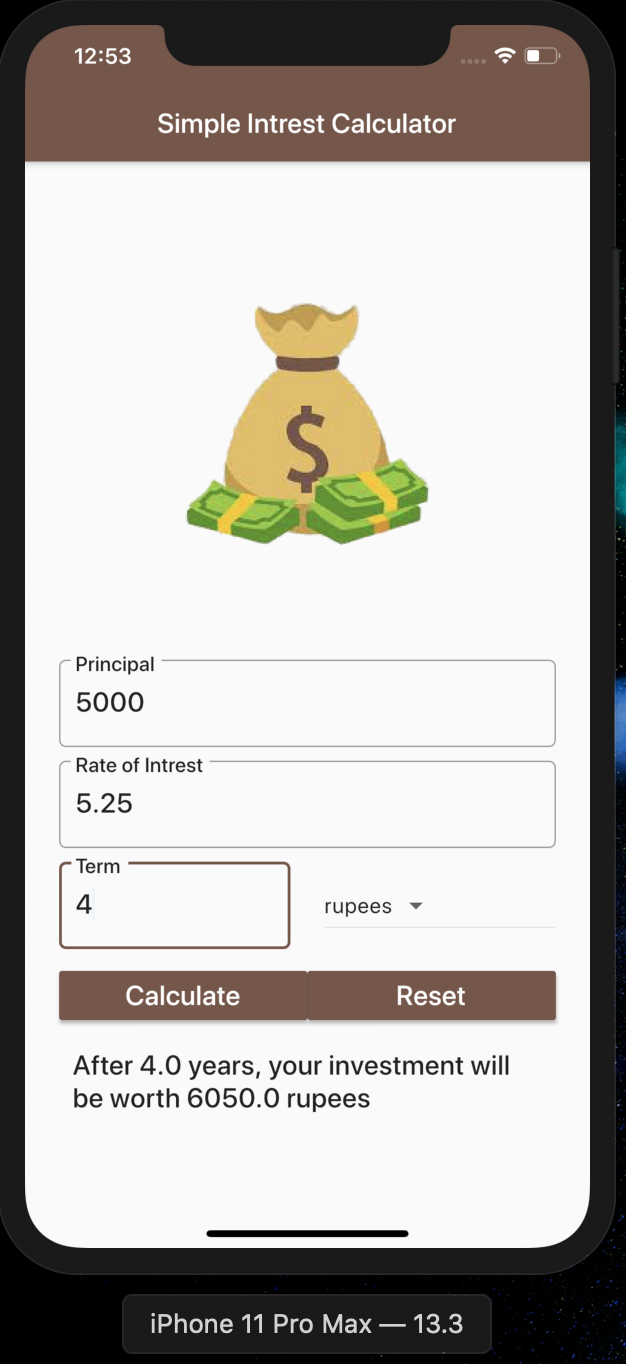 12:53
Simple Intrest Calculator
$
Principal
5000
Rate of Intrest
5.25
Term
4
rupees
Calculate Reset
After 4.0 years, your investment will
be worth 6050.0 rupees
iPhone 11 Pro Max — 13.3